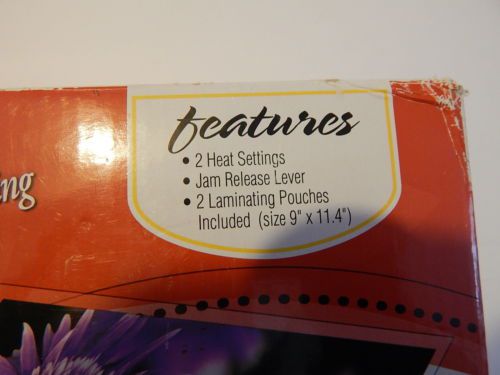 features
• 2 Heat Settings
• Jam Release Lever
• 2 Laminating Pouches
Included (size 9" x 11.4")